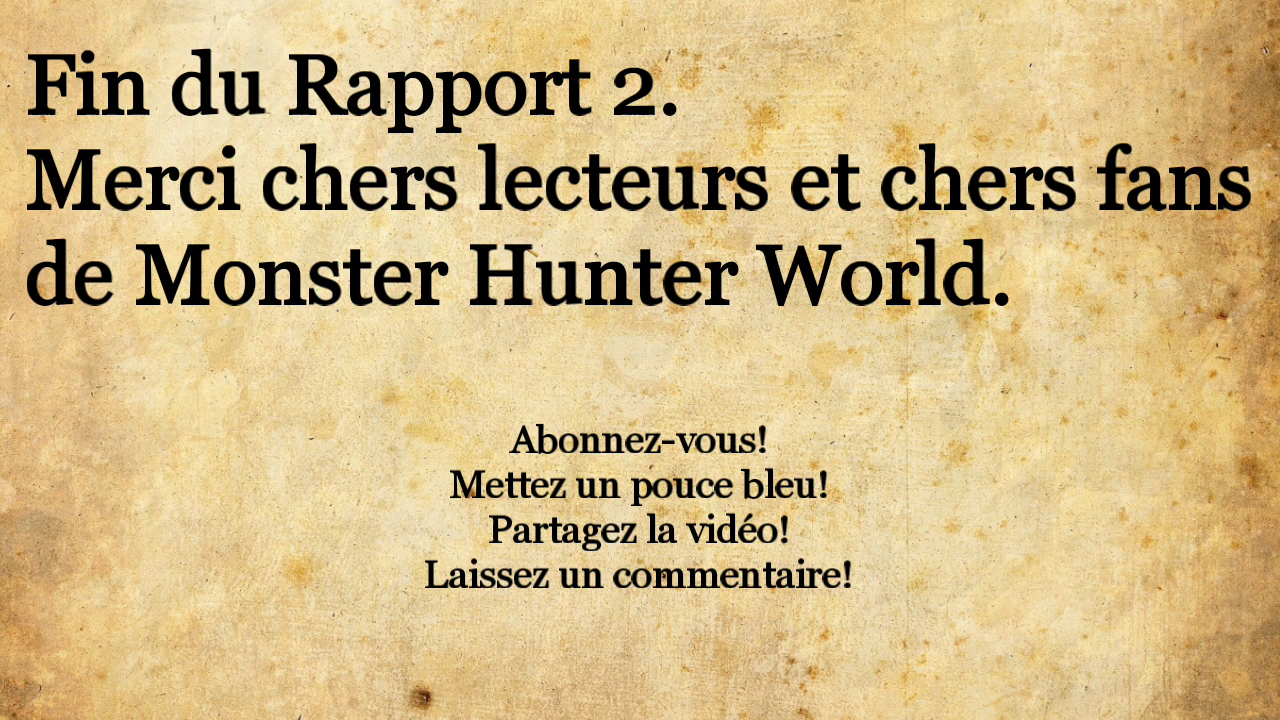 Fin du Rapport 2.
Merci chers lecteurs et chers fans
de Monster Hunter World.
Abonnez-vous!
Mettez un pouce bleu!
Partagez la vidéo!
Laissez un commentaire!